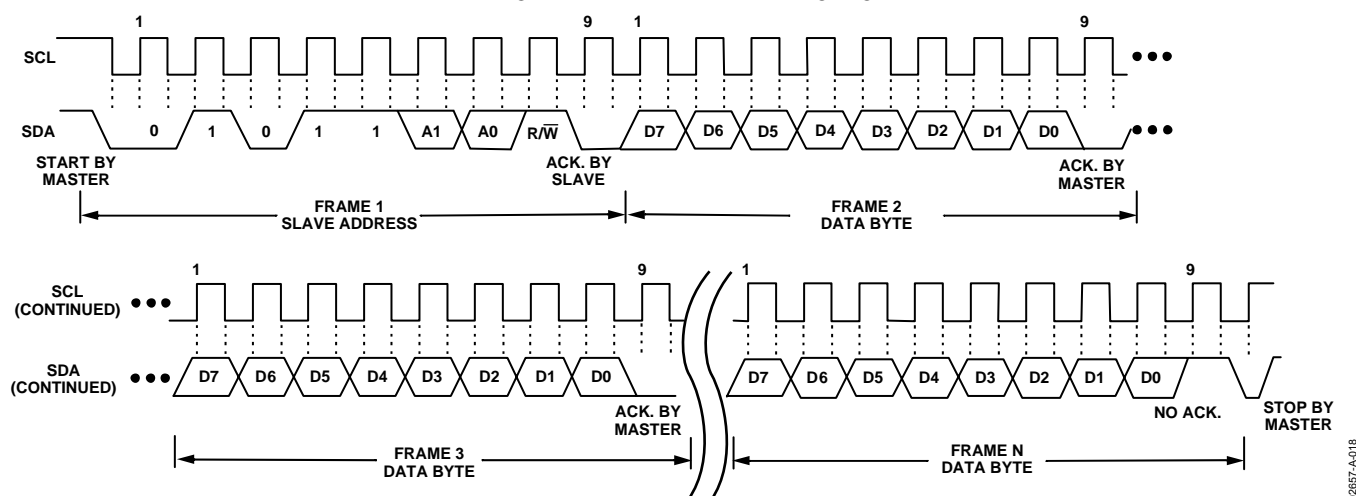 1 9 1 9
SCL
SDA 0 1 0 1 1 A1 A0 R/W̅ D7 D6 D5 D4 D3 D2 D1 D0
START BY
MASTER
ACK. BY
SLAVE
ACK. BY
MASTER
FRAME 1
SLAVE ADDRESS
FRAME 2
DATA BYTE
1 9 1 9
SCL
(CONTINUED)
SDA
(CONTINUED)
D7 D6 D5 D4 D3 D2 D1 D0 D7 D6 D5 D4 D3 D2 D1 D0
ACK. BY
MASTER
NO ACK.
STOP BY
MASTER
FRAME 3
DATA BYTE
FRAME N
DATA BYTE
2657-A-018